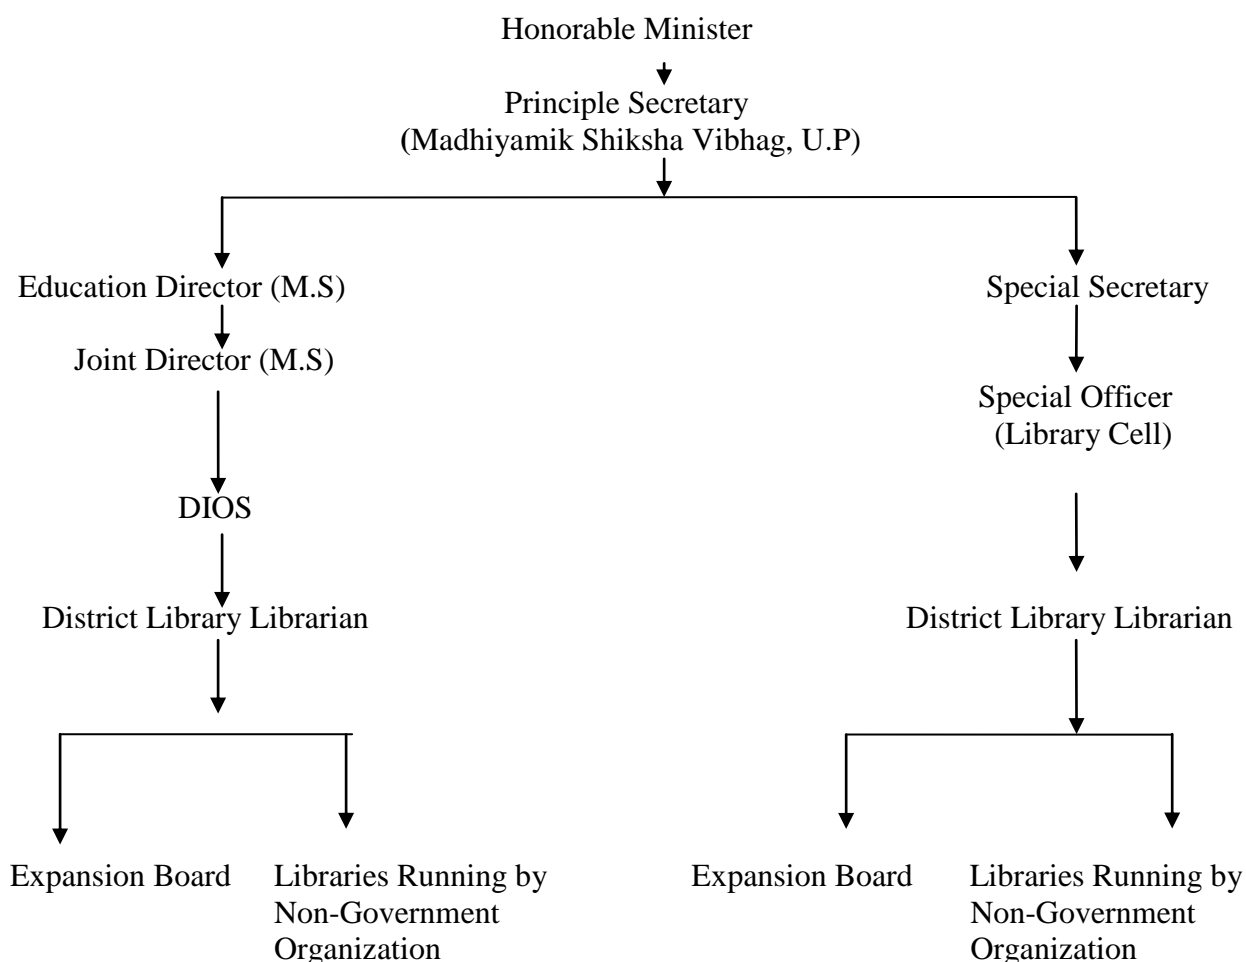 Honorable Minister
Principle Secretary
(Madhiyamik Shiksha Vibhag, U.P)
Education Director (M.S)
Special Secretary
Joint Director (M.S)
Special Officer
(Library Cell)
DIOS
District Library Librarian
District Library Librarian
Expansion Board
Libraries Running by
Non-Government
Organization
Expansion Board
Libraries Running by
Non-Government
Organization